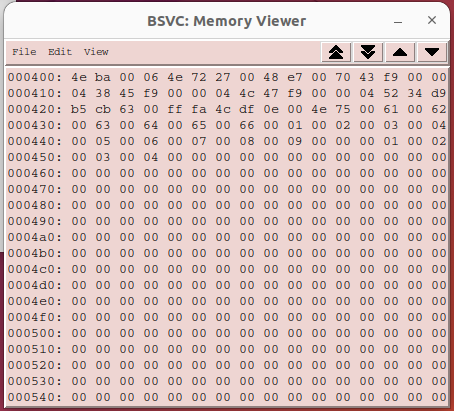 BSVC: Memory Viewer
File Edit View
000400: 4e ba 00 06 4e 72 27 00 48 e7 00 70 43 f9 00 00
000410: 04 38 45 f9 00 00 04 4c 47 f9 00 00 04 52 34 d9
000420: b5 cb 63 00 ff fa 4c df 0e 00 4e 75 00 61 00 62
000430: 00 63 00 64 00 65 00 66 00 01 00 02 00 03 00 04
000440: 00 05 00 06 00 07 00 08 00 09 00 00 00 01 00 02
000450: 00 03 00 04 00 00 00 00 00 00 00 00 00 00 00 00
000460: 00 00 00 00 00 00 00 00 00 00 00 00 00 00 00 00
000470: 00 00 00 00 00 00 00 00 00 00 00 00 00 00 00 00
000480: 00 00 00 00 00 00 00 00 00 00 00 00 00 00 00 00
000490: 00 00 00 00 00 00 00 00 00 00 00 00 00 00 00 00
0004a0: 00 00 00 00 00 00 00 00 00 00 00 00 00 00 00 00
0004b0: 00 00 00 00 00 00 00 00 00 00 00 00 00 00 00 00
0004c0: 00 00 00 00 00 00 00 00 00 00 00 00 00 00 00 00
0004d0: 00 00 00 00 00 00 00 00 00 00 00 00 00 00 00 00
0004e0: 00 00 00 00 00 00 00 00 00 00 00 00 00 00 00 00
0004f0: 00 00 00 00 00 00 00 00 00 00 00 00 00 00 00 00
000500: 00 00 00 00 00 00 00 00 00 00 00 00 00 00 00 00
000510: 00 00 00 00 00 00 00 00 00 00 00 00 00 00 00 00
000520: 00 00 00 00 00 00 00 00 00 00 00 00 00 00 00 00
000530: 00 00 00 00 00 00 00 00 00 00 00 00 00 00 00 00
000540: 00 00 00 00 00 00 00 00 00 00 00 00 00 00 00 00